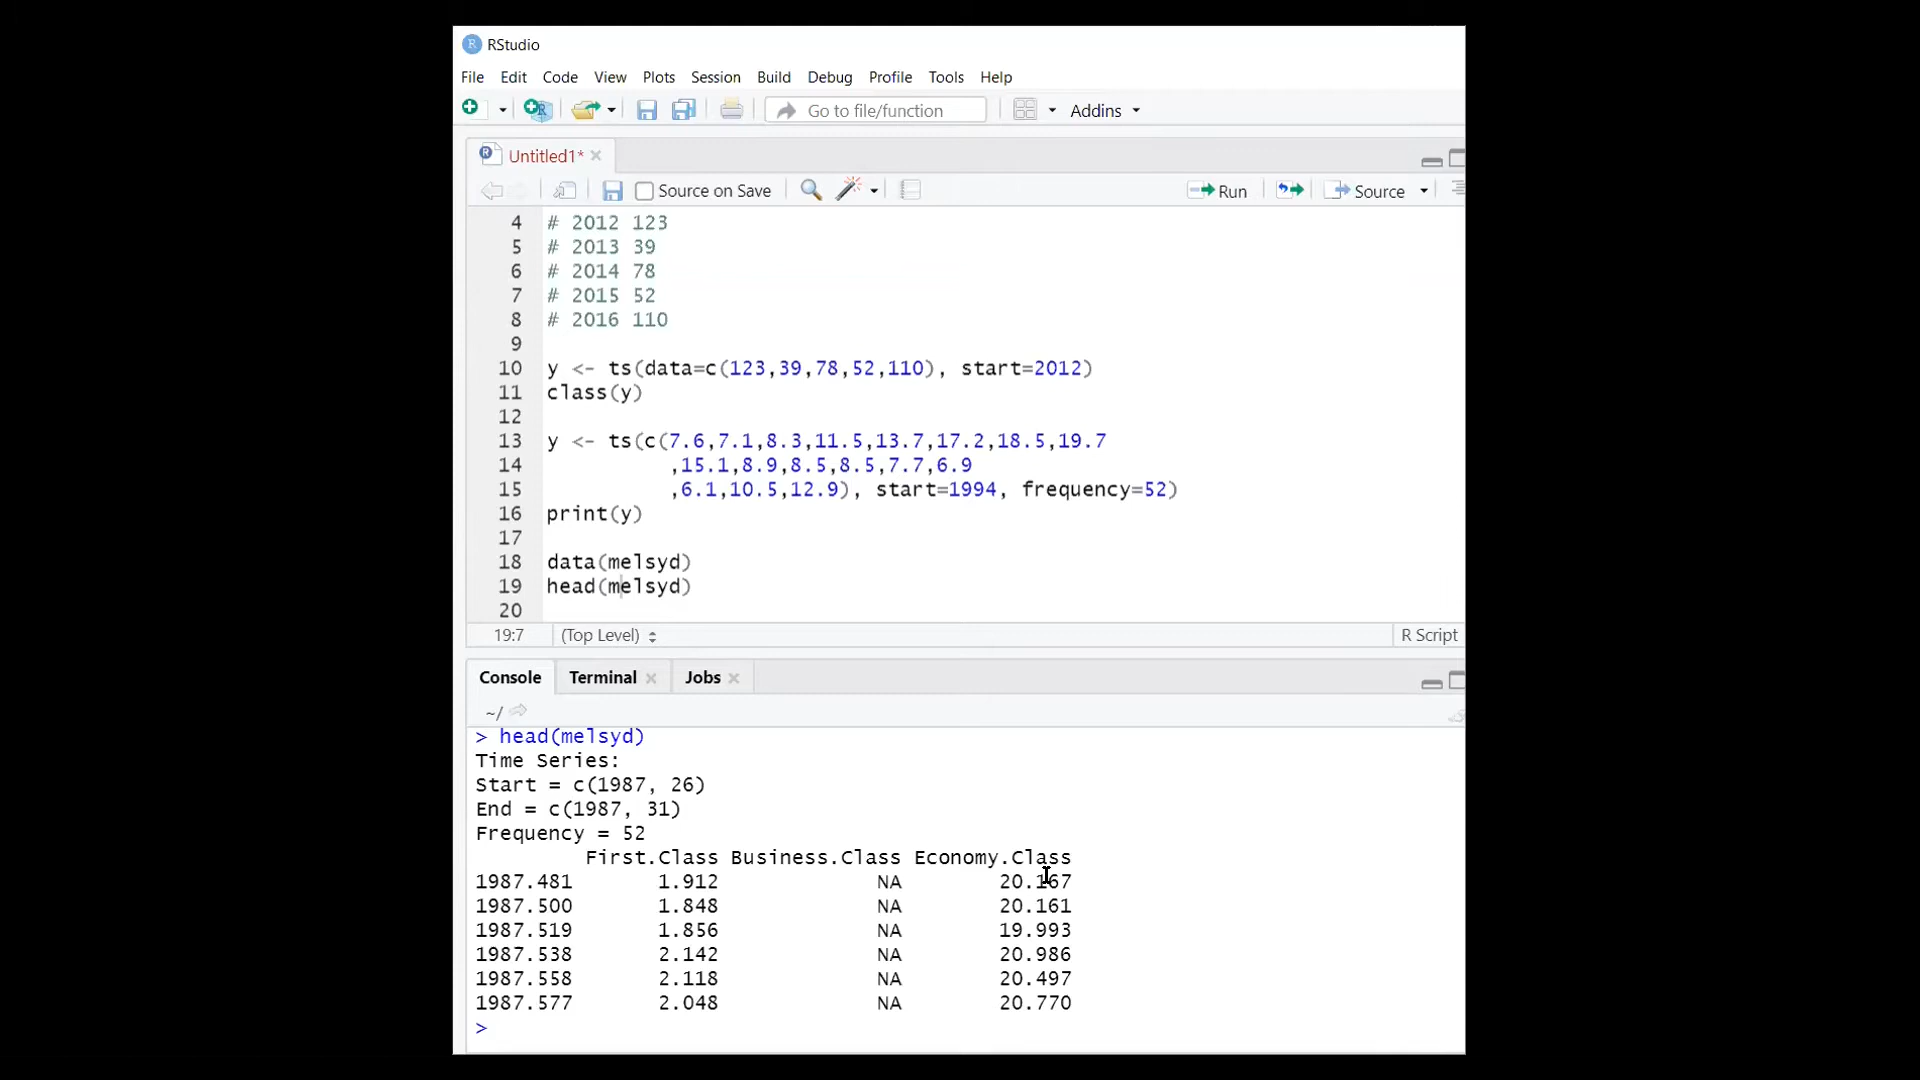 RStudio
File Edit Code View Plots Session Build Debug Profile Tools Help
Go to file/function Addins
Untitled1*
Source on Save Run Source
4 # 2012 123
5 # 2013 39
6 # 2014 78
7 # 2015 52
8 # 2016 110
9
10 y <- ts(data=c(123,39,78,52,110), start=2012)
11 class(y)
12
13 y <- ts(c(7.6,7.1,8.3,11.5,13.7,17.2,18.5,19.7
14 ,15.1,8.9,8.5,8.5,7.7,6.9
15 ,6.1,10.5,12.9), start=1994, frequency=52)
16 print(y)
17
18 data(melsyd)
19 head(melsyd)
20
19:7 (Top Level) R Script
Console Terminal Jobs
~/
> head(melsyd)
Time Series:
Start = c(1987, 26)
End = c(1987, 31)
Frequency = 52
First.Class Business.Class Economy.Class
1987.481 1.912 NA 20.167
1987.500 1.848 NA 20.161
1987.519 1.856 NA 19.993
1987.538 2.142 NA 20.986
1987.558 2.118 NA 20.497
1987.577 2.048 NA 20.770
>